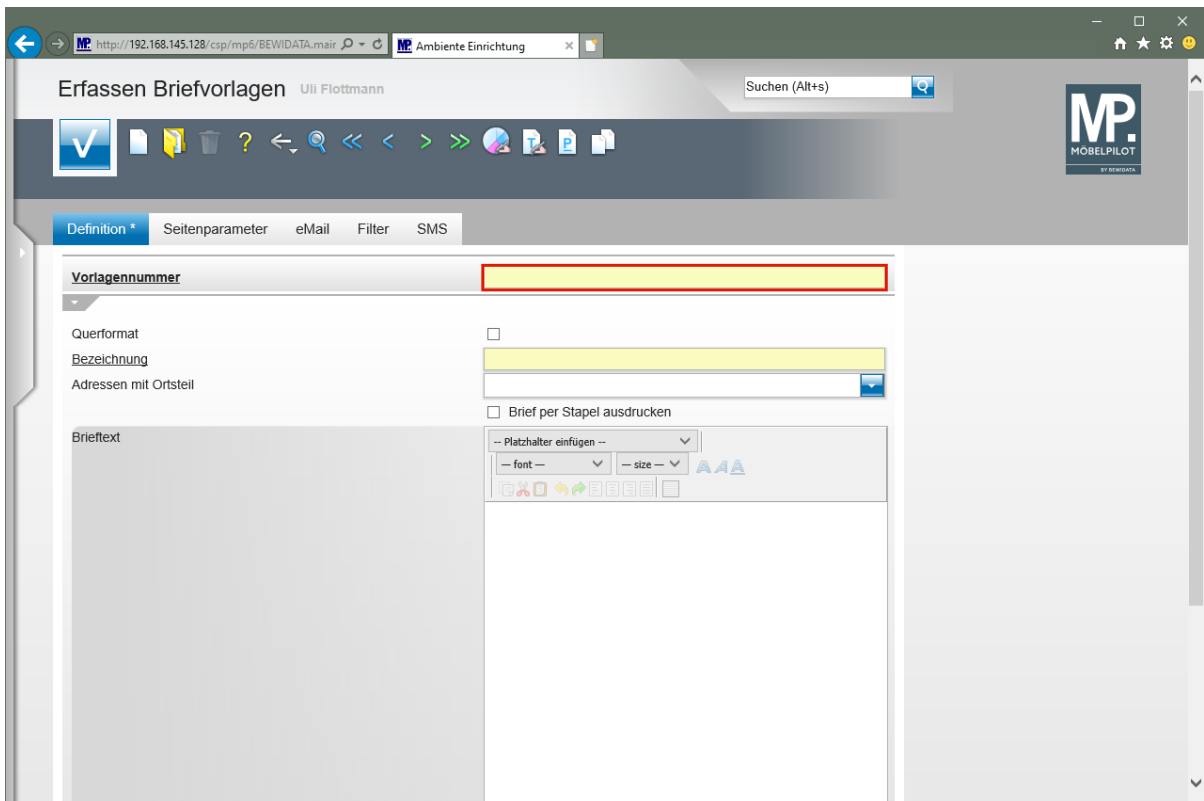 http://192.168.145.128/csp/mp6/BEWIDATA.mair
MP. Ambiente Einrichtung
Erfassen Briefvorlagen Uli Flottmann
Suchen (Alt+s)
MP.
MÖBELPILOT
BY BEWIDATA
Definition * Seitenparameter eMail Filter SMS
Vorlagennummer
Querformat
Bezeichnung
Adressen mit Ortsteil
Brief per Stapel ausdrucken
Brieftext
-- Platzhalter einfügen --
— font — — size —